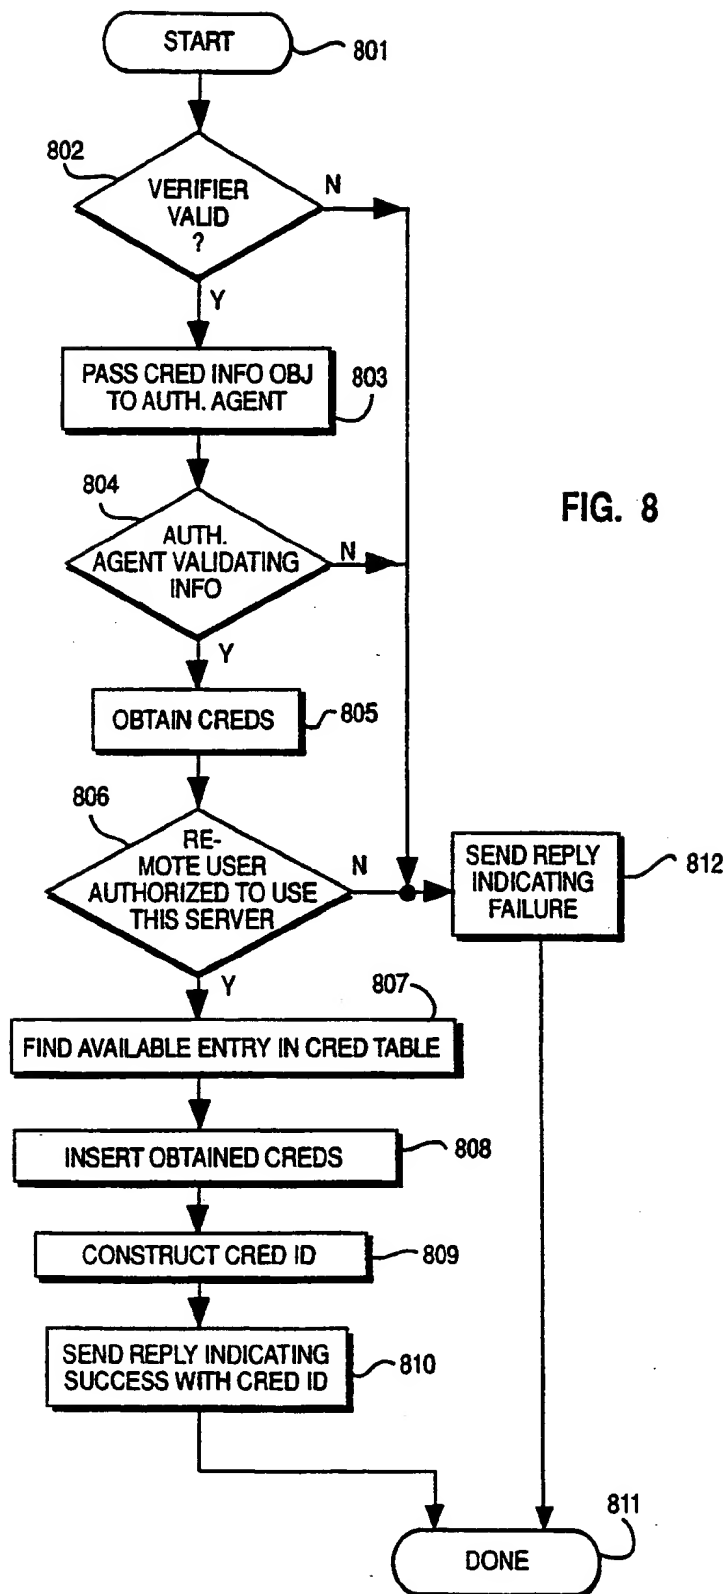 START
801
802
VERIFIER
VALID
?
N
Y
PASS CRED INFO OBJ
TO AUTH. AGENT
803
804
AUTH.
AGENT VALIDATING
INFO
N
Y
FIG. 8
OBTAIN CREDS
805
806
RE-
MOTE USER
AUTHORIZED TO USE
THIS SERVER
N
Y
SEND REPLY
INDICATING
FAILURE
812
807
FIND AVAILABLE ENTRY IN CRED TABLE
INSERT OBTAINED CREDS
808
CONSTRUCT CRED ID
809
SEND REPLY INDICATING
SUCCESS WITH CRED ID
810
811
DONE